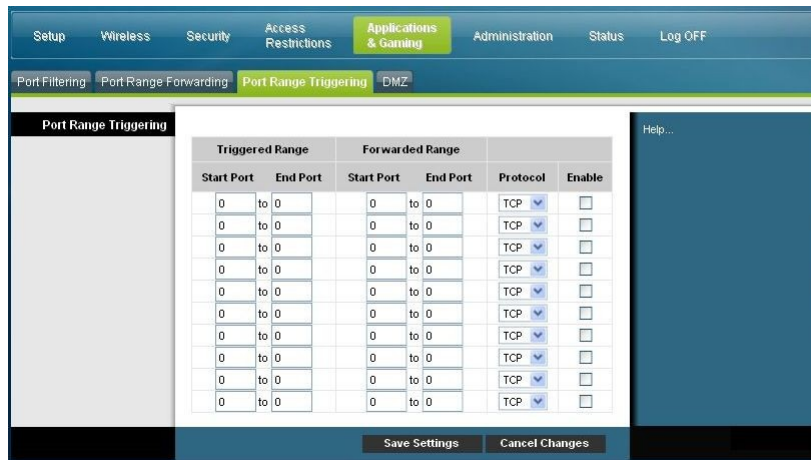 Setup Wireless Security Access Restrictions Applications & Gaming Administration Status Log OFF
Port Filtering Port Range Forwarding Port Range Triggering DMZ
Port Range Triggering
Help...
Triggered Range Forwarded Range
Start Port End Port Start Port End Port Protocol Enable
0 to 0 0 to 0 TCP
0 to 0 0 to 0 TCP
0 to 0 0 to 0 TCP
0 to 0 0 to 0 TCP
0 to 0 0 to 0 TCP
0 to 0 0 to 0 TCP
0 to 0 0 to 0 TCP
0 to 0 0 to 0 TCP
0 to 0 0 to 0 TCP
0 to 0 0 to 0 TCP
Save Settings Cancel Changes